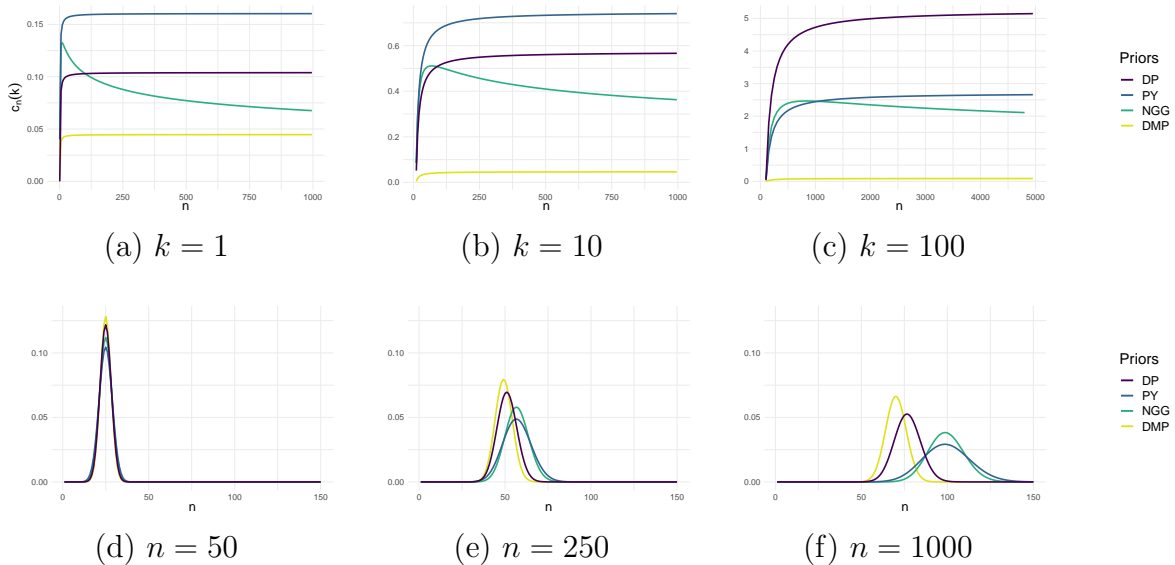 c_n(k)
0.00 0.05 0.10 0.15
0 250 500 750 1000
n
0.0 0.2 0.4 0.6
0 250 500 750 1000
n
0 1 2 3 4 5
0 1000 2000 3000 4000 5000
n
Priors
DP
PY
NGG
DMP
(a) k = 1
(b) k = 10
(c) k = 100
0.00 0.05 0.10
0 50 100 150
n
0.00 0.05 0.10
0 50 100 150
n
0.00 0.05 0.10
0 50 100 150
n
Priors
DP
PY
NGG
DMP
(d) n = 50
(e) n = 250
(f) n = 1000